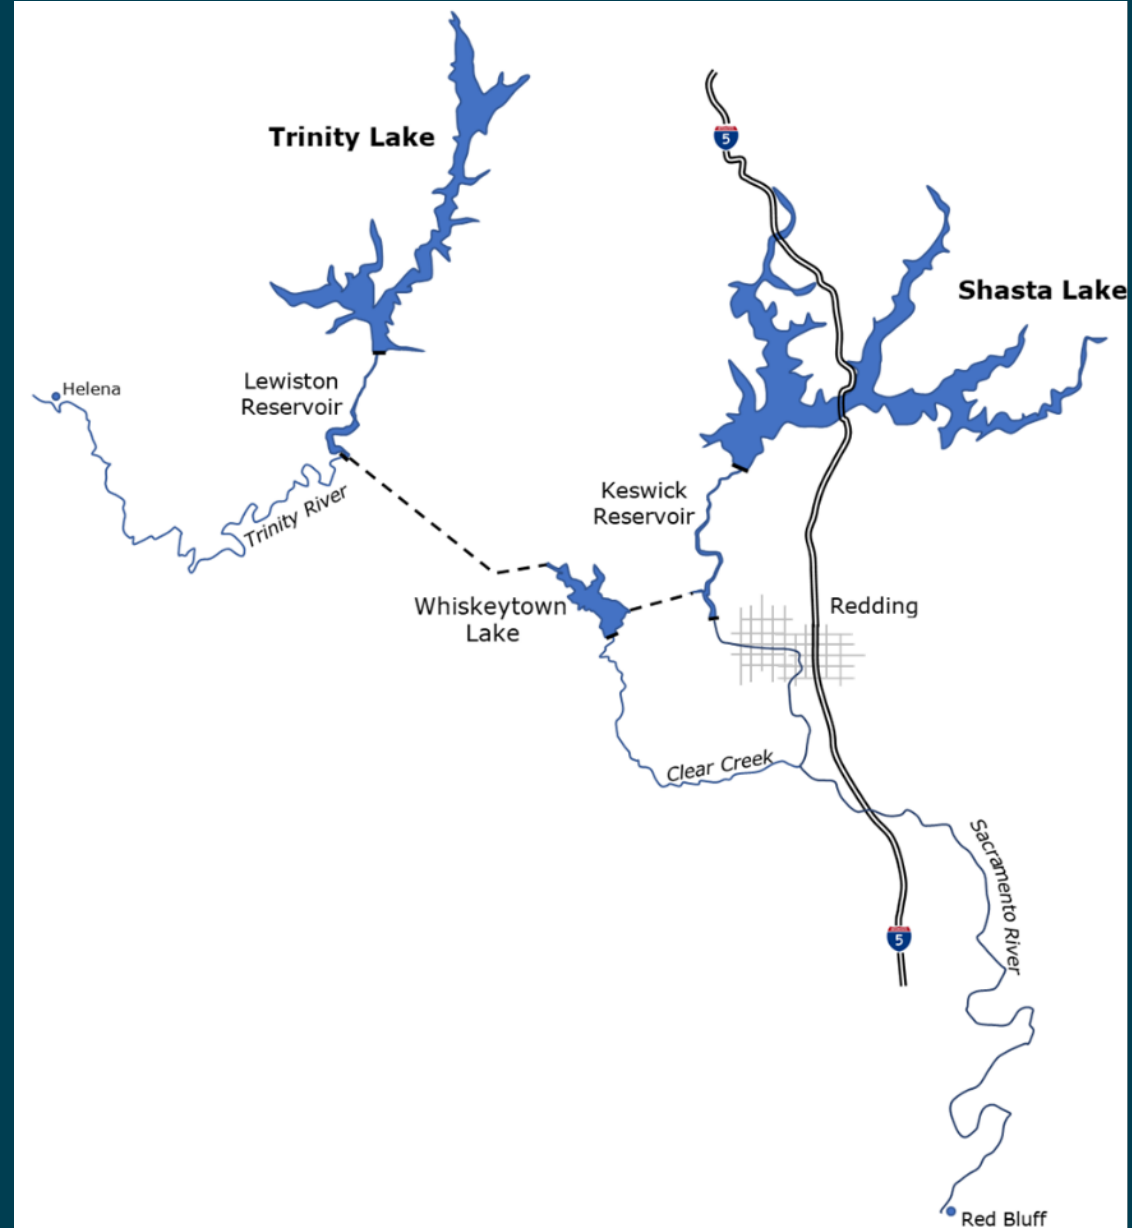 Trinity Lake
5
Shasta Lake
Lewiston
Reservoir
Helena
Keswick
Reservoir
Trinity River
Whiskeytown
Lake
Redding
Clear Creek
Sacramento River
5
Red Bluff